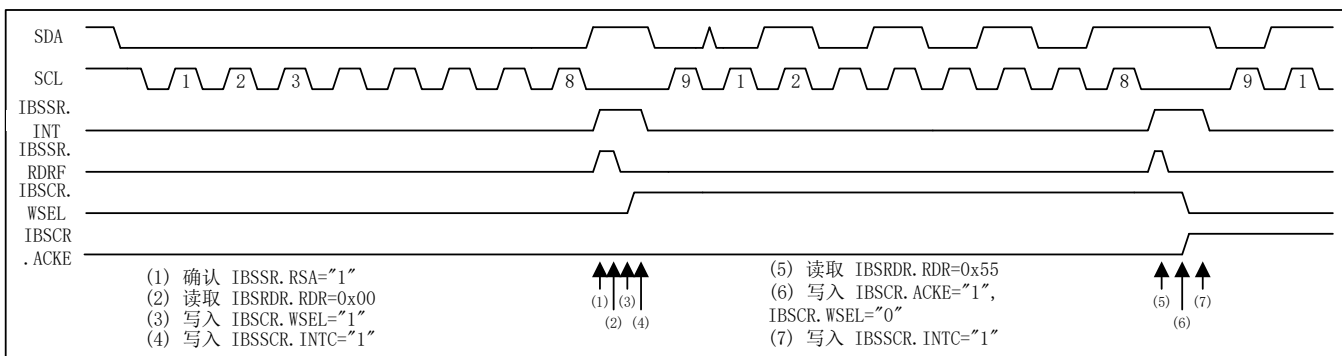 SDA
SCL 1 2 3 8 9 1 2 8 9 1
IBSSR.
INT
IBSSR.
RDRF
IBSCR.
WSEL
IBSCR
.ACKE
(1) 确认 IBSSR.RSA="1"
(2) 读取 IBSRDR.RDR=0x00
(3) 写入 IBSCR.WSEL="1"
(4) 写入 IBSSCR.INTC="1"
(1) (3)
(2) (4)
(5) 读取 IBSRDR.RDR=0x55
(6) 写入 IBSCR.ACKE="1",
IBSCR.WSEL="0"
(7) 写入 IBSSCR.INTC="1"
(5) (7)
(6)